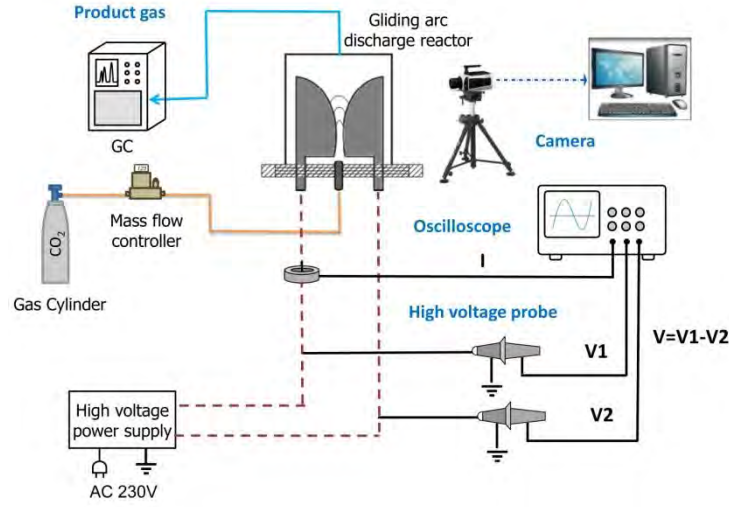 Product gas
Gliding arc
discharge reactor
GC
Camera
Mass flow
controller
CO₂
Gas Cylinder
Oscilloscope
I
High voltage probe
V1
V=V1-V2
V2
High voltage
power supply
AC 230V